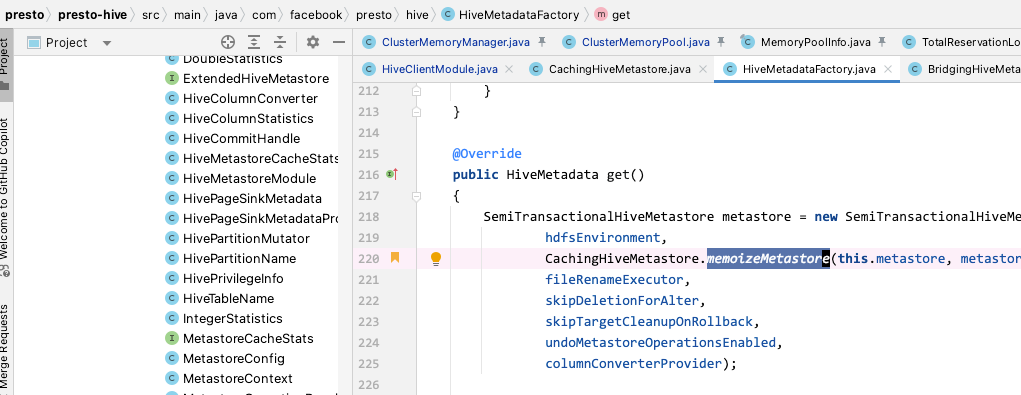 presto presto-hive src main java com facebook presto hive HiveMetadataFactory get
Project
ClusterMemoryManager.java ClusterMemoryPool.java MemoryPoolInfo.java TotalReservationLo
HiveClientModule.java CachingHiveMetastore.java HiveMetadataFactory.java BridgingHiveMeta
Project
Welcome to GitHub Copilot
Merge Requests
DoubleStatistics
ExtendedHiveMetastore
HiveColumnConverter
HiveColumnStatistics
HiveCommitHandle
HiveMetastoreCacheStats
HiveMetastoreModule
HivePageSinkMetadata
HivePageSinkMetadataPro
HivePartitionMutator
HivePartitionName
HivePrivilegeInfo
HiveTableName
IntegerStatistics
MetastoreCacheStats
MetastoreConfig
MetastoreContext
212 }
213 }
214
215 @Override
216 public HiveMetadata get()
217 {
218 SemiTransactionalHiveMetastore metastore = new SemiTransactionalHiveMe
219 hdfsEnvironment,
220 CachingHiveMetastore.memoizeMetastore(this.metastore, metastor
221 fileRenameExecutor,
222 skipDeletionForAlter,
223 skipTargetCleanupOnRollback,
224 undoMetastoreOperationsEnabled,
225 columnConverterProvider);
226